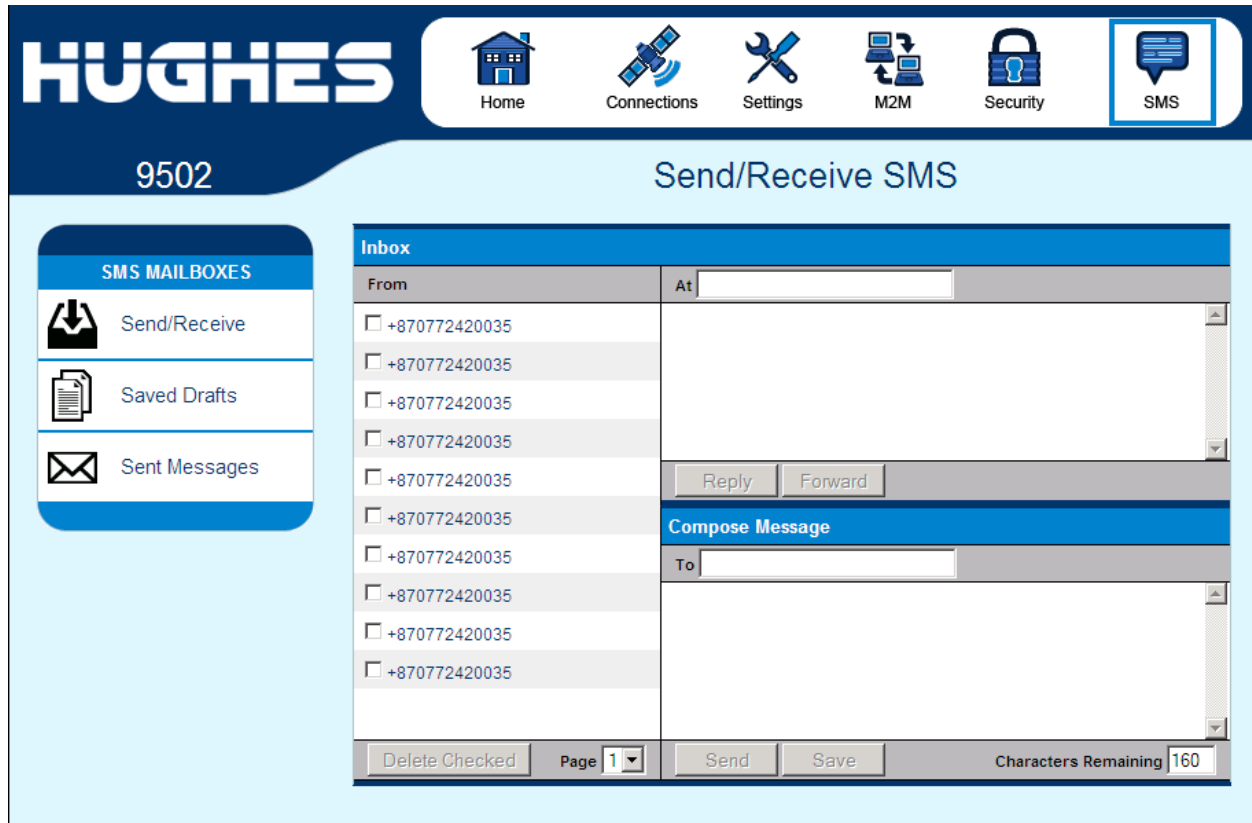 HUGHES
Home
Connections
Settings
M2M
Security
SMS
9502
Send/Receive SMS
SMS MAILBOXES
Send/Receive
Saved Drafts
Sent Messages
Inbox
From
At
+870772420035
+870772420035
+870772420035
+870772420035
+870772420035
+870772420035
+870772420035
+870772420035
+870772420035
+870772420035
Delete Checked
Page 1
Reply
Forward
Compose Message
To
Send
Save
Characters Remaining 160